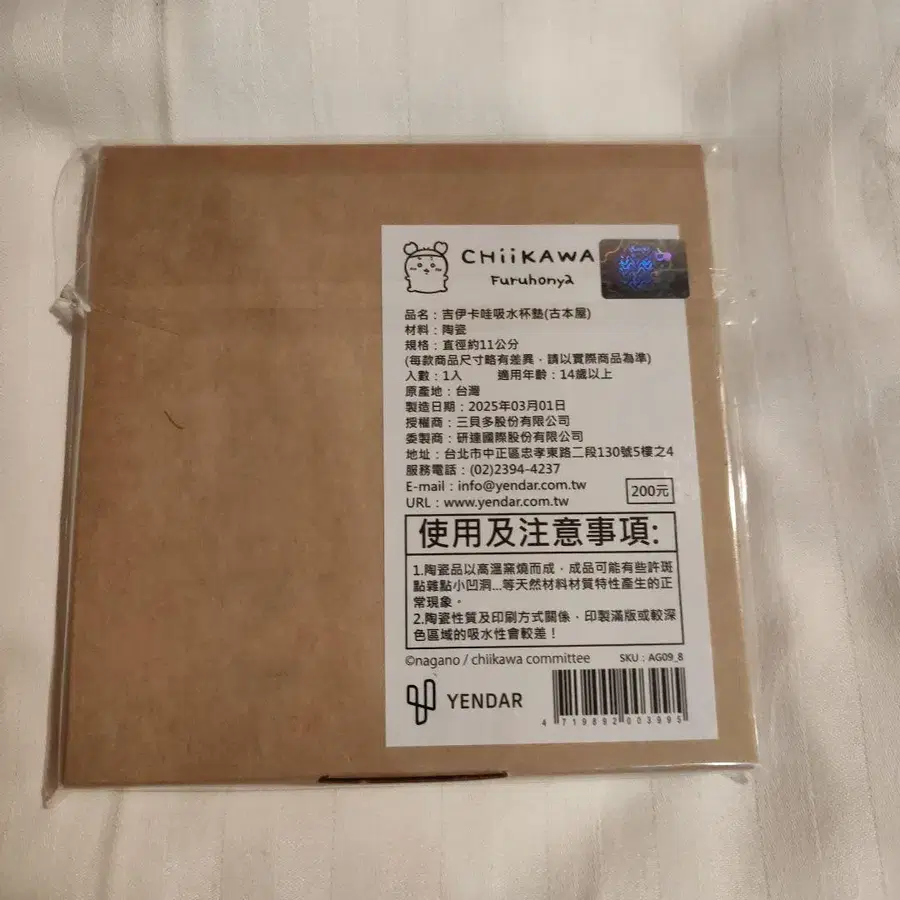 CHiiKAWA
Furuhonya
品名：吉伊卡哇吸水杯墊(古本屋)
材料：陶瓷
規格：直徑約11公分
(每款商品尺寸略有差異，請以實際商品為準)
入數：1入 適用年齡：14歲以上
原產地：台灣
製造日期：2025年03月01日
授權商：三貝多股份有限公司
委製商：研達國際股份有限公司
地址：台北市中正區忠孝東路二段130號5樓之4
服務電話：(02)2394-4237
E-mail：info@yendar.com.tw
URL：www.yendar.com.tw
200元
使用及注意事項:
1.陶瓷品以高溫窯燒而成，成品可能有些許斑
點雜點小凹洞...等天然材料材質特性產生的正
常現象。
2.陶瓷性質及印刷方式關係，印製滿版或較深
色區域的吸水性會較差！
©nagano / chiikawa committee SKU：AG09_8
YENDAR
4 719892 003995